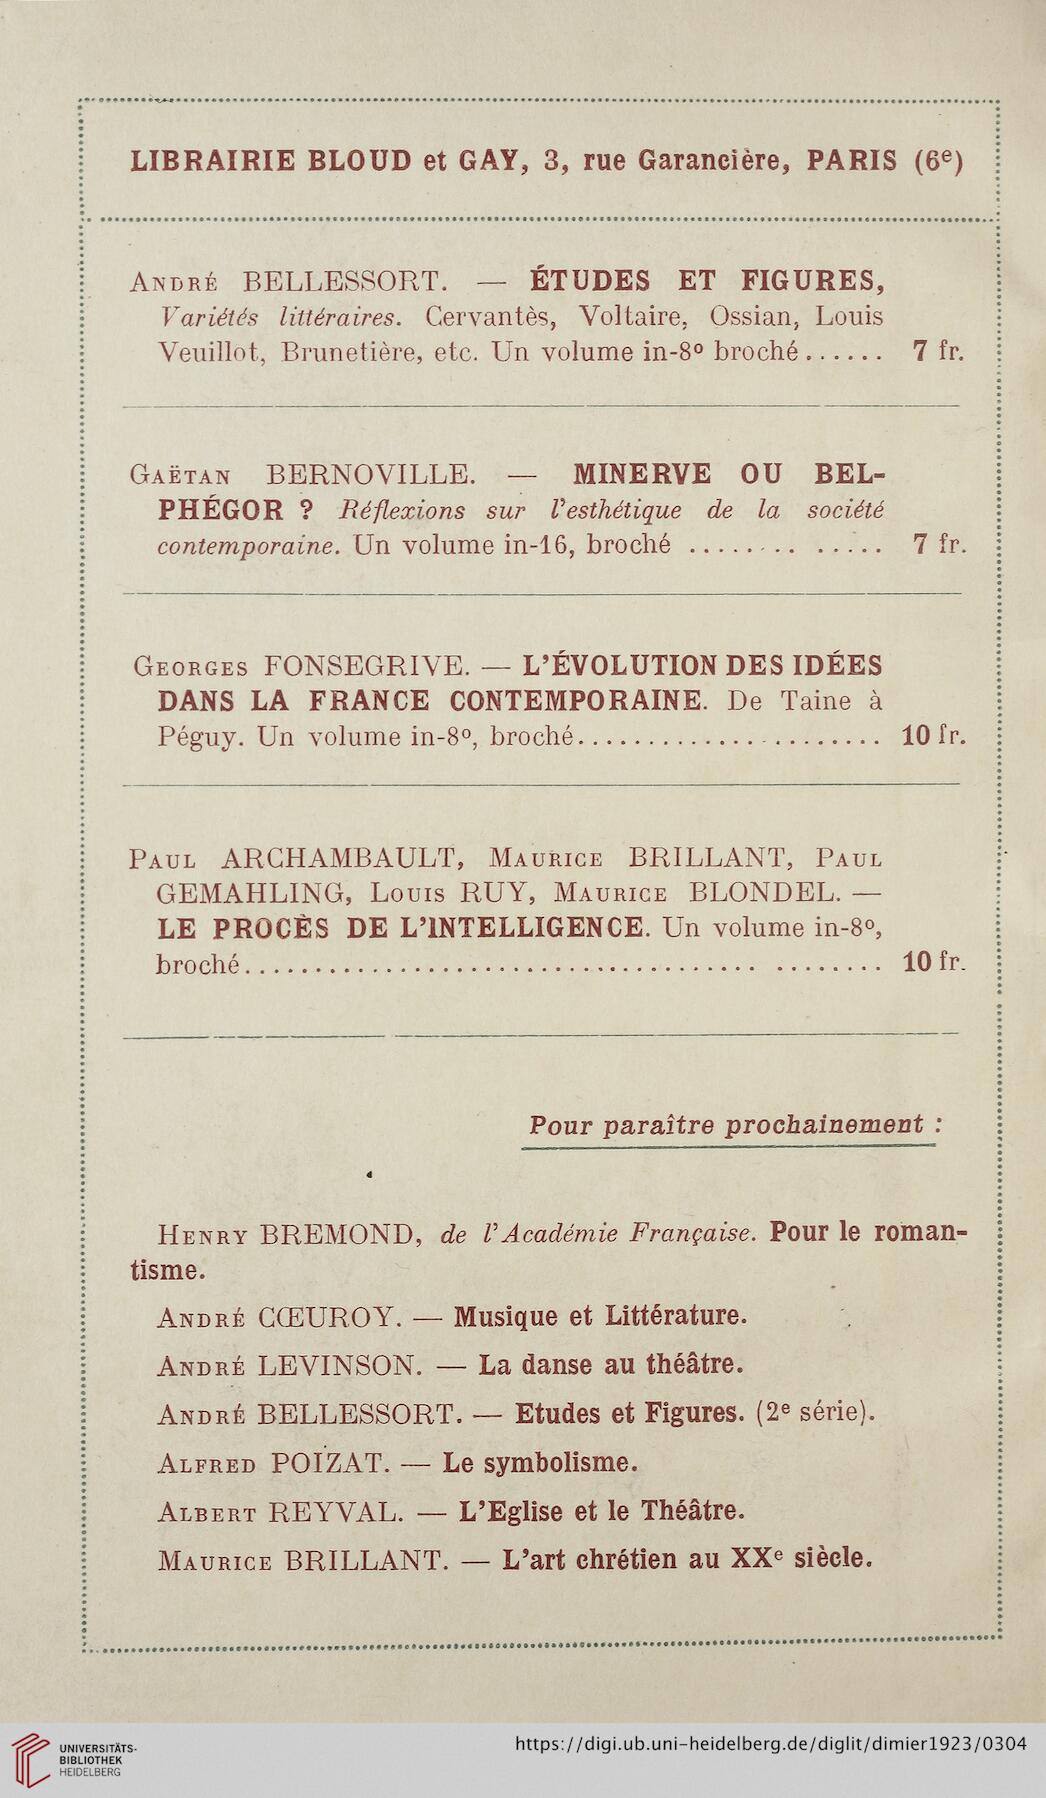 LIBRAIRIE BLOUD et GAY, 3, rue Garancière, PARIS (6e)
André BELLESSORT. — ÉTUDES ET FIGURES,
Variétés littéraires. Cervantès, Voltaire, Ossian, Louis
Veuillot, Brunetière, etc. Un volume in-8º broché...... 7 fr.
Gaëtan BERNOVILLE. — MINERVE OU BEL-
PHÉGOR ? Réflexions sur l'esthétique de la société
contemporaine. Un volume in-16, broché ........ ..... 7 fr.
Georges FONSEGRIVE. — L'ÉVOLUTION DES IDÉES
DANS LA FRANCE CONTEMPORAINE. De Taine à
Péguy. Un volume in-8º, broché...................... 10 fr.
Paul ARCHAMBAULT, Maurice BRILLANT, Paul
GEMAHLING, Louis RUY, Maurice BLONDEL. —
LE PROCÈS DE L'INTELLIGENCE. Un volume in-8º,
broché............................................. 10 fr.
Pour paraître prochainement :
Henry BREMOND, de l'Académie Française. Pour le roman-
tisme.
André CŒUROY. — Musique et Littérature.
André LEVINSON. — La danse au théâtre.
André BELLESSORT. — Etudes et Figures. (2e série).
Alfred POIZAT. — Le symbolisme.
Albert REYVAL. — L'Eglise et le Théâtre.
Maurice BRILLANT. — L'art chrétien au XXe siècle.
UNIVERSITÄTS-
BIBLIOTHEK
HEIDELBERG
https://digi.ub.uni-heidelberg.de/diglit/dimier1923/0304